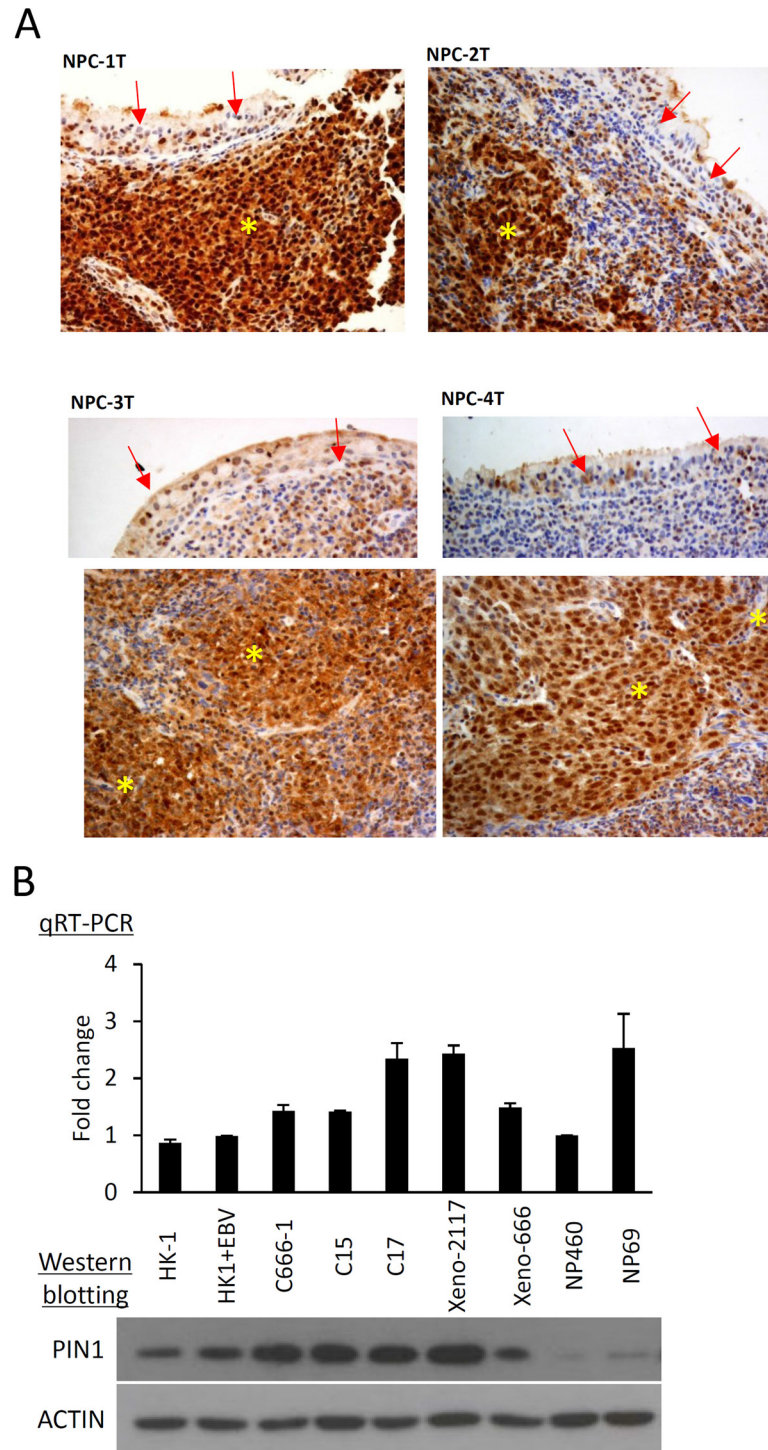 A
NPC-1T
NPC-2T
*
*
NPC-3T
NPC-4T
*
*
*
*
B
qRT-PCR
4
3
2
1
0
Fold change
HK-1
HK1+EBV
C666-1
C15
C17
Xeno-2117
Xeno-666
NP460
NP69
Western
blotting
PIN1
ACTIN